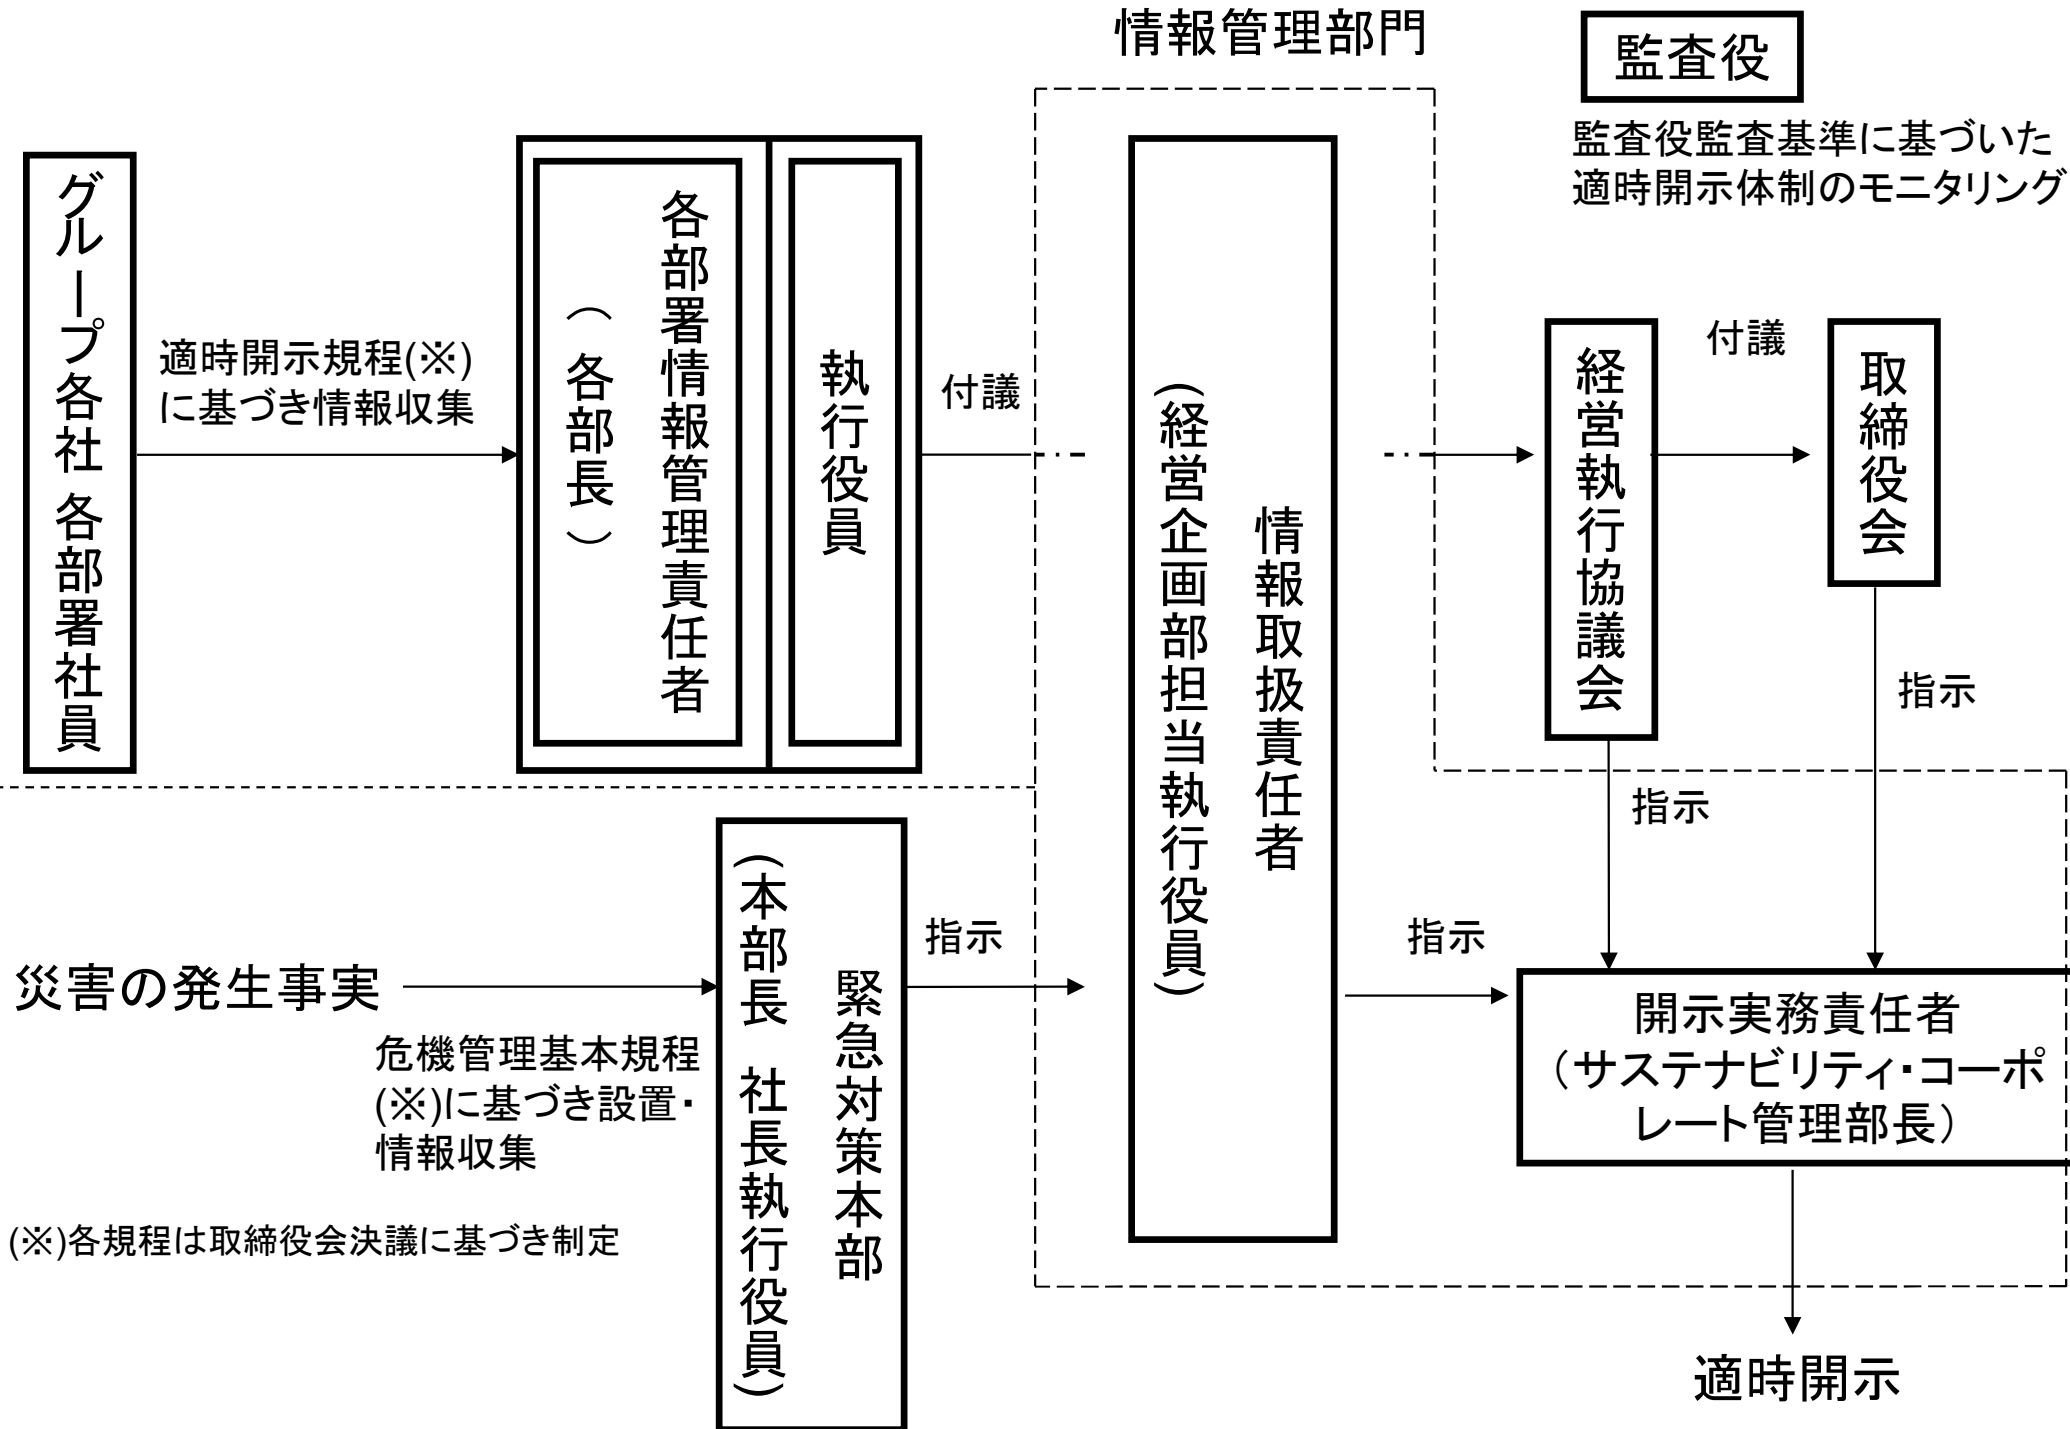 情報管理部門
監査役
監査役監査基準に基づいた
適時開示体制のモニタリング
グループ各社 各部署社員
適時開示規程(※)
に基づき情報収集
各部署情報管理責任者
(各部長)
執行役員
付議
情報取扱責任者
(経営企画部担当執行役員)
経営執行協議会
付議
取締役会
指示
指示
災害の発生事実
危機管理基本規程
(※)に基づき設置・
情報収集
緊急対策本部
(本部長 社長執行役員)
指示
指示
開示実務責任者
（サステナビリティ・コーポ
レート管理部長）
(※)各規程は取締役会決議に基づき制定
適時開示